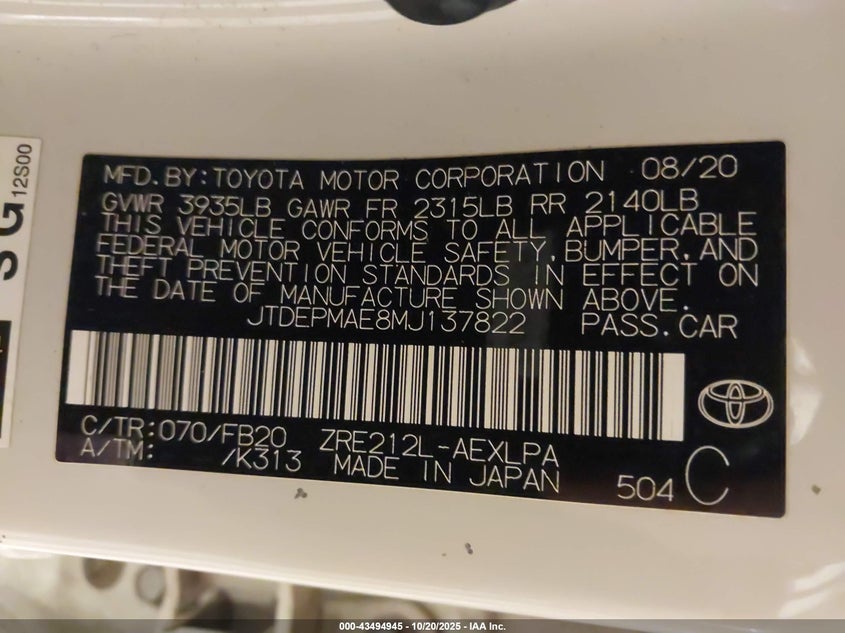 MFD. BY: TOYOTA MOTOR CORPORATION 08/20
GVWR 3935LB GAWR FR 2315LB RR 2140LB
THIS VEHICLE CONFORMS TO ALL APPLICABLE
FEDERAL MOTOR VEHICLE SAFETY, BUMPER, AND
THEFT PREVENTION STANDARDS IN EFFECT ON
THE DATE OF MANUFACTURE SHOWN ABOVE.
JTDEPMAE8MJ137822 PASS. CAR
C/TR: 070/FB20 ZRE212L-AEXLPA
A/TM: /K313 MADE IN JAPAN 504 C
12S00
000-43494945 - 10/20/2025 - IAA Inc.